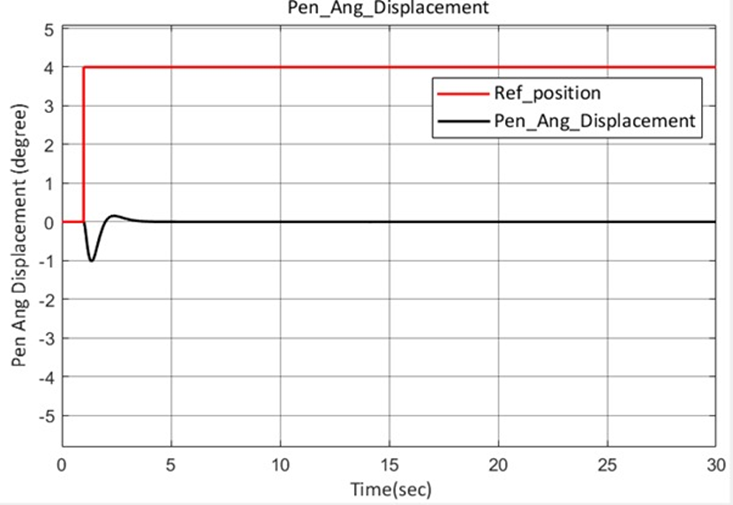 Pen_Ang_Displacement
5
4
3
2
1
0
-1
-2
-3
-4
-5
Pen Ang Displacement (degree)
Ref_position
Pen_Ang_Displacement
0 5 10 15 20 25 30
Time(sec)